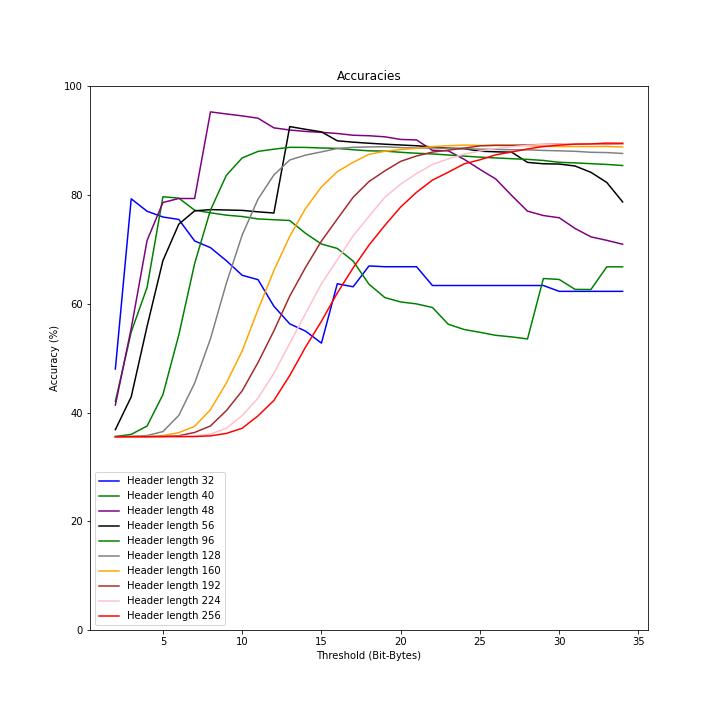 Accuracies
100
80
60
40
20
0
Accuracy (%)
Header length 32
Header length 40
Header length 48
Header length 56
Header length 96
Header length 128
Header length 160
Header length 192
Header length 224
Header length 256
5 10 15 20 25 30 35
Threshold (Bit-Bytes)